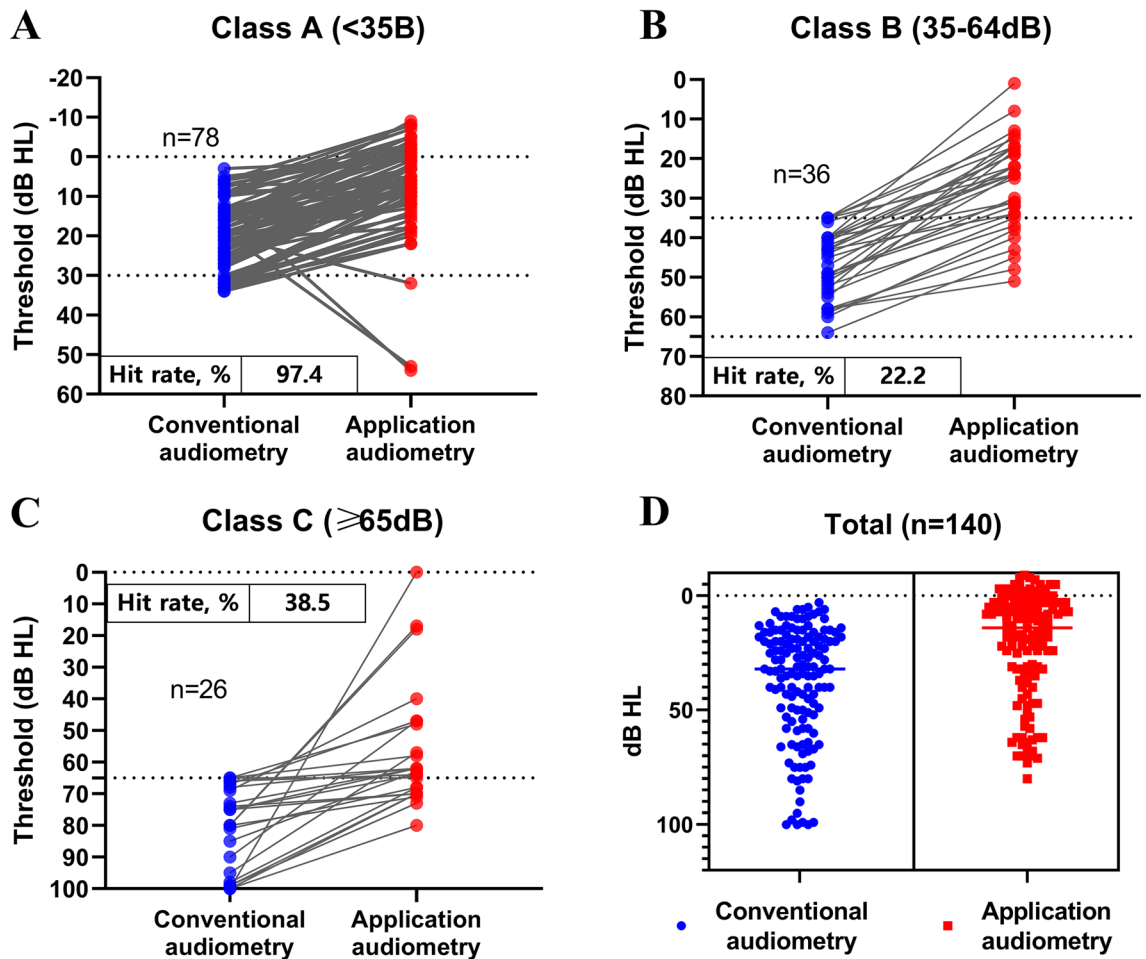 A
Class A (<35B)
Threshold (dB HL)
-20
-10
0
10
20
30
40
50
60
n=78
Hit rate, % 97.4
Conventional audiometry
Application audiometry
B
Class B (35-64dB)
Threshold (dB HL)
0
10
20
30
40
50
60
70
80
n=36
Hit rate, % 22.2
Conventional audiometry
Application audiometry
C
Class C (⩾65dB)
Threshold (dB HL)
0
10
20
30
40
50
60
70
80
90
100
Hit rate, % 38.5
n=26
Conventional audiometry
Application audiometry
D
Total (n=140)
dB HL
0
50
100
Conventional audiometry
Application audiometry